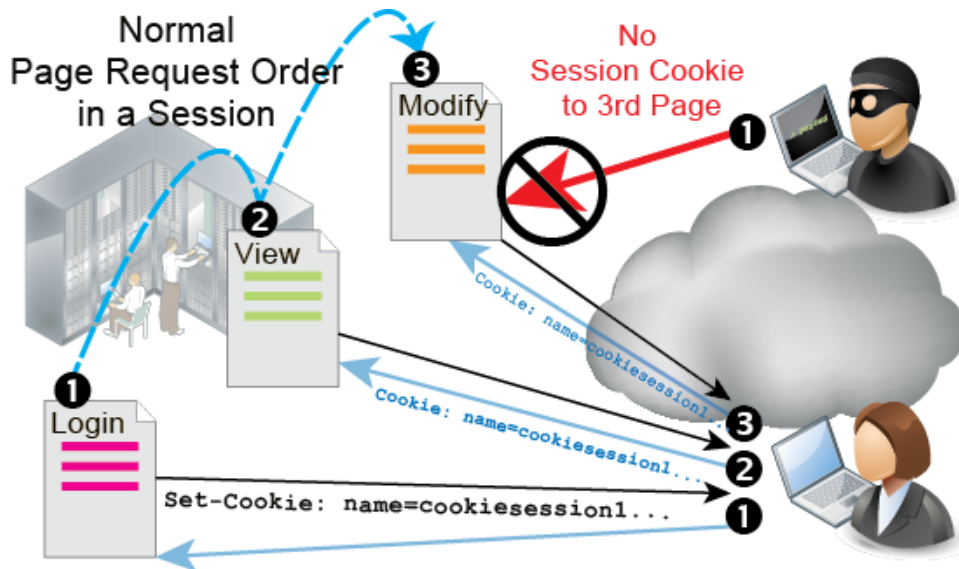 Normal
Page Request Order
in a Session
No
Session Cookie
to 3rd Page
3
Modify
1
2
View
Cookie: name=cookiesession1...
1
Login
Cookie: name=cookiesession1...
3
2
Set-Cookie: name=cookiesession1...
1